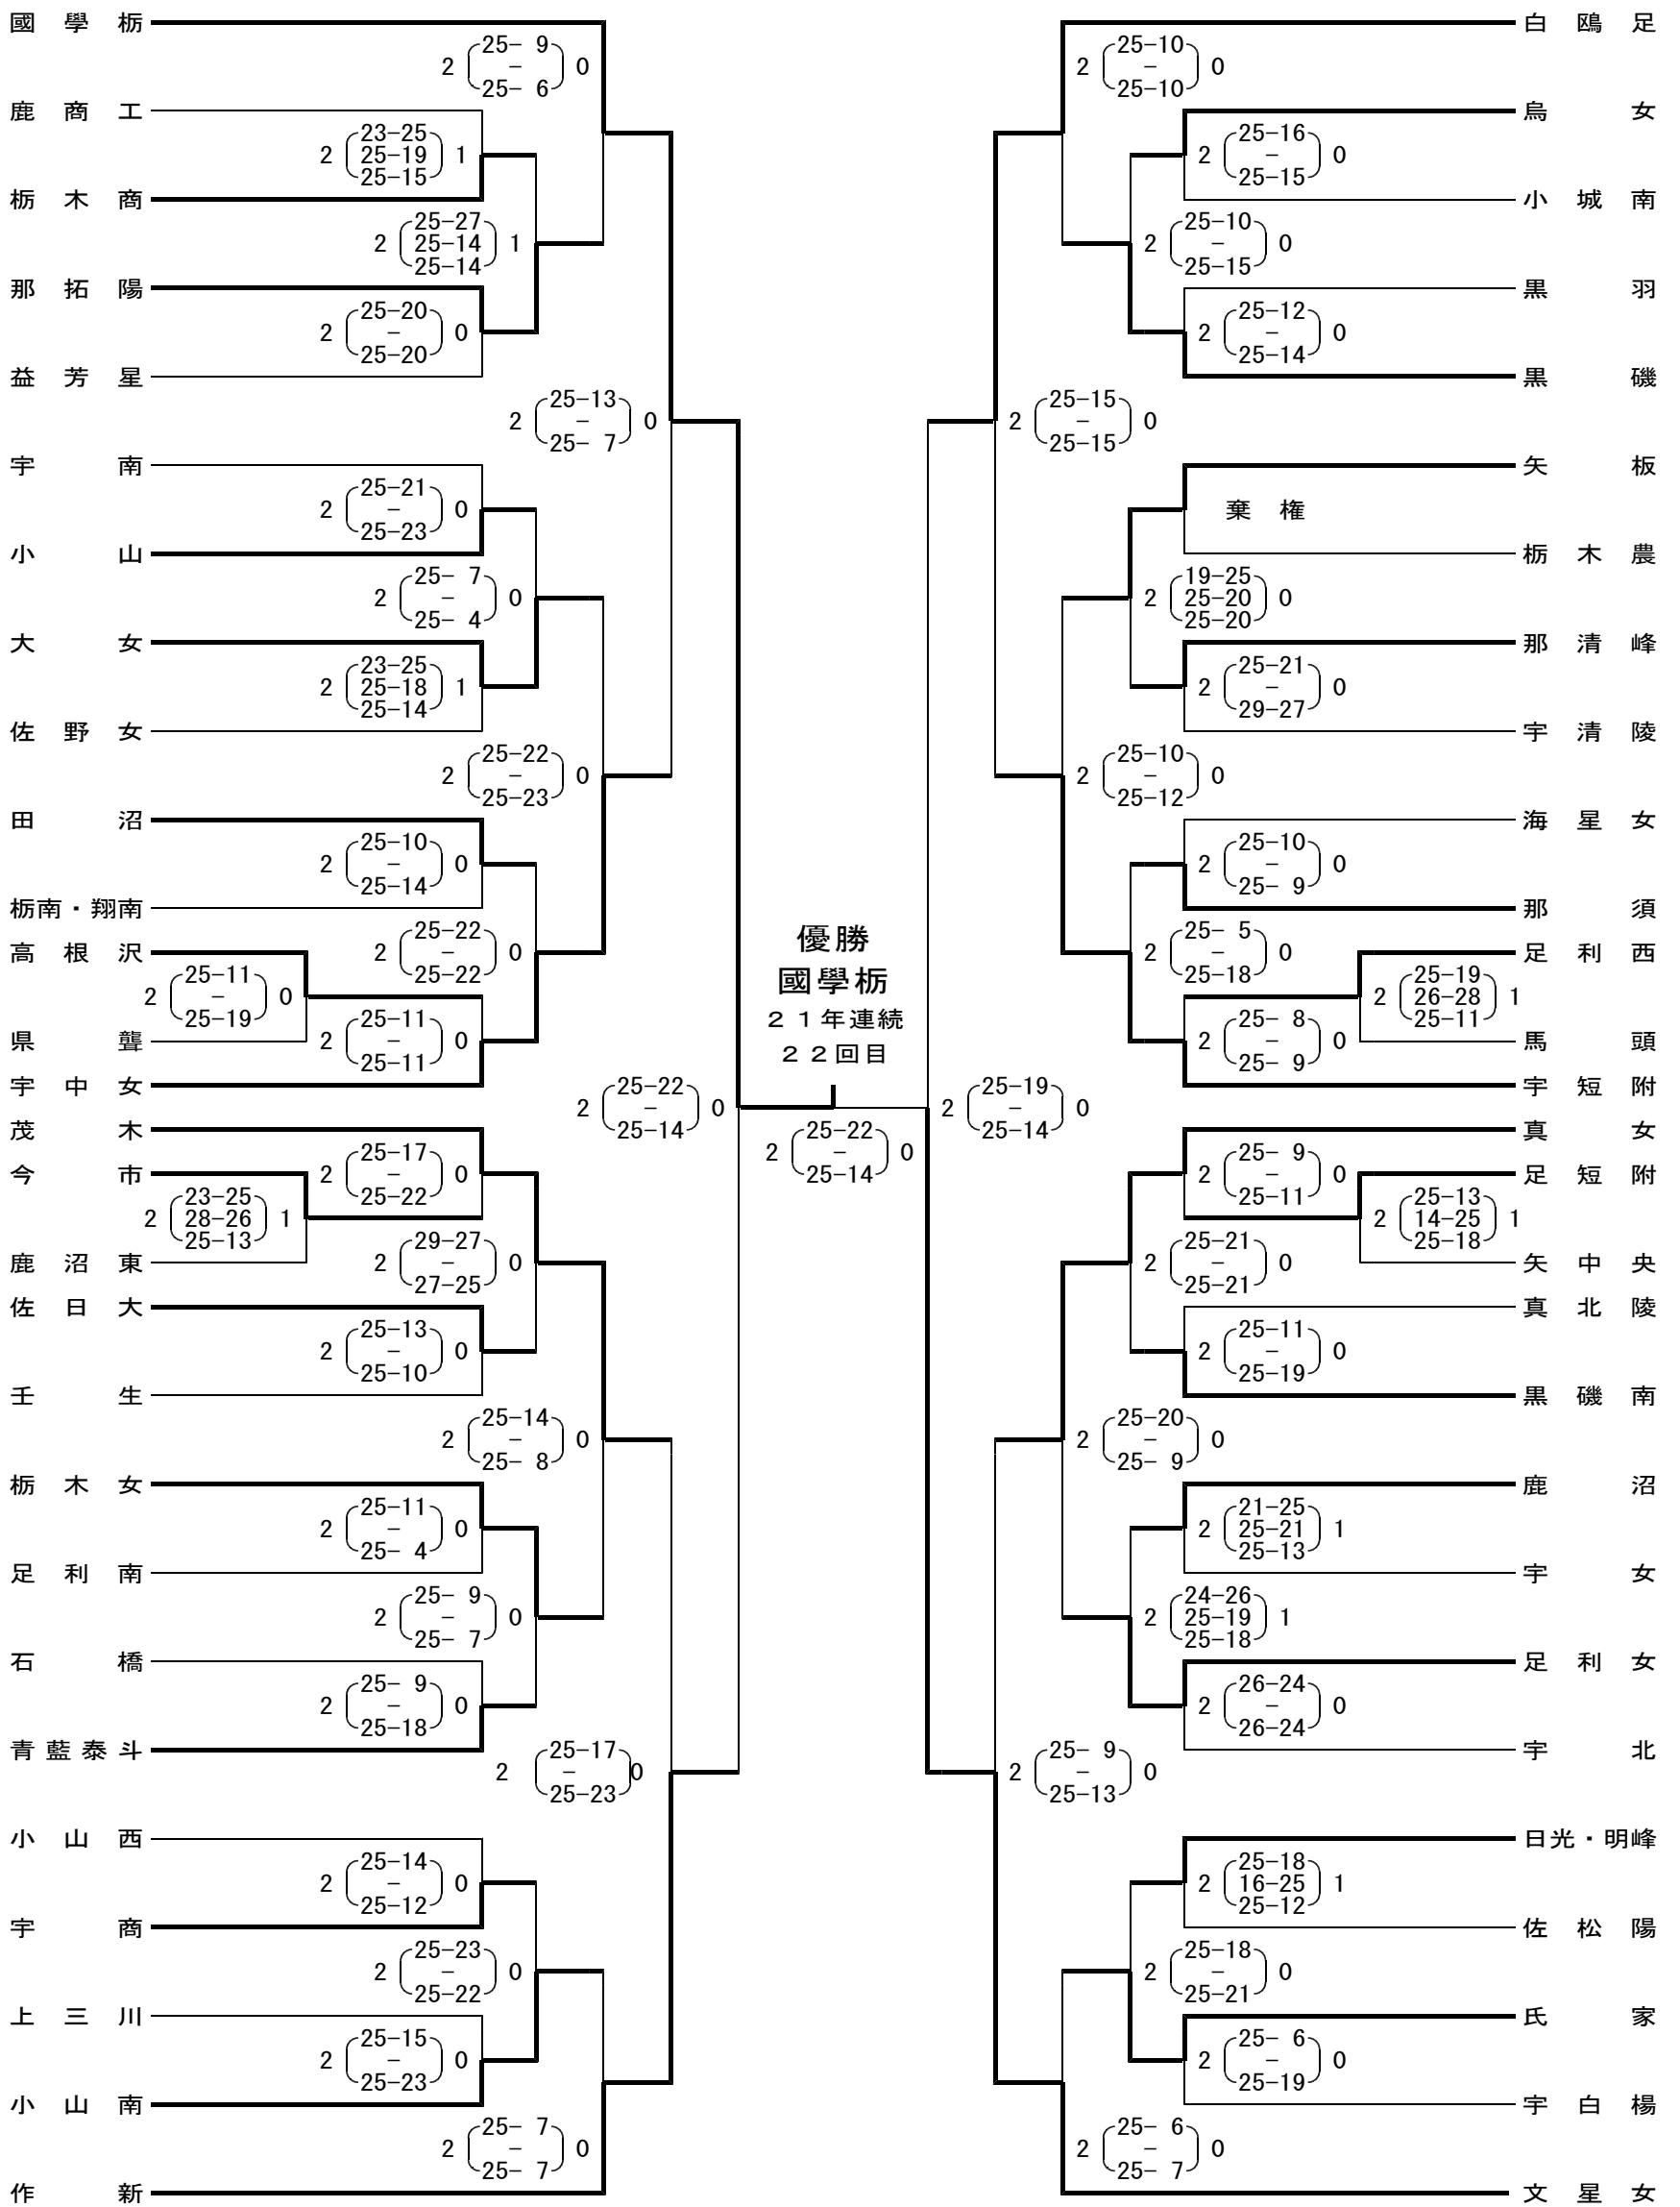 國學栃
25- 9
2 - 0
25- 6
鹿商工
23-25
2 25-19 1
25-15
栃木商
25-27
2 25-14 1
25-14
那拓陽
25-20
2 - 0
25-20
益芳星
25-13
2 - 0
25- 7
宇南
25-21
2 - 0
25-23
小山
25- 7
2 - 0
25- 4
大女
23-25
2 25-18 1
25-14
佐野女
25-22
2 - 0
25-23
田沼
25-10
2 - 0
25-14
栃南・翔南
25-22
2 - 0
25-22
高根沢
25-11
2 - 0
25-19
県聾
25-11
2 - 0
25-11
宇中女
25-22
2 - 0
25-14
茂木
25-17
2 - 0
25-22
今市
23-25
2 28-26 1
25-13
鹿沼東
29-27
2 - 0
27-25
佐日大
25-13
2 - 0
25-10
壬生
25-14
2 - 0
25- 8
栃木女
25-11
2 - 0
25- 4
足利南
25- 9
2 - 0
25- 7
石橋
25- 9
2 - 0
25-18
青藍泰斗
25-17
2 - 0
25-23
小山西
25-14
2 - 0
25-12
宇商
25-23
2 - 0
25-22
上三川
25-15
2 - 0
25-23
小山南
25- 7
2 - 0
25- 7
作新
優勝
國學栃
21年連続
22回目
25-22
2 - 0
25-14
白鴎足
25-10
2 - 0
25-10
烏女
25-16
2 - 0
25-15
小城南
25-10
2 - 0
25-15
黒羽
25-12
2 - 0
25-14
黒磯
25-15
2 - 0
25-15
矢板
棄権
栃木農
19-25
2 25-20 0
25-20
那清峰
25-21
2 - 0
29-27
宇清陵
25-10
2 - 0
25-12
海星女
25-10
2 - 0
25- 9
那須
25- 5
2 - 0
25-18
足利西
25-19
2 26-28 1
25-11
馬頭
25- 8
2 - 0
25- 9
宇短附
25-19
2 - 0
25-14
真女
25- 9
2 - 0
25-11
足短附
25-13
2 14-25 1
25-18
矢中央
25-21
2 - 0
25-21
真北陵
25-11
2 - 0
25-19
黒磯南
25-20
2 - 0
25- 9
鹿沼
21-25
2 25-21 1
25-13
宇女
24-26
2 25-19 1
25-18
足利女
26-24
2 - 0
26-24
宇北
25- 9
2 - 0
25-13
日光・明峰
25-18
2 16-25 1
25-12
佐松陽
25-18
2 - 0
25-21
氏家
25- 6
2 - 0
25-19
宇白楊
25- 6
2 - 0
25- 7
文星女